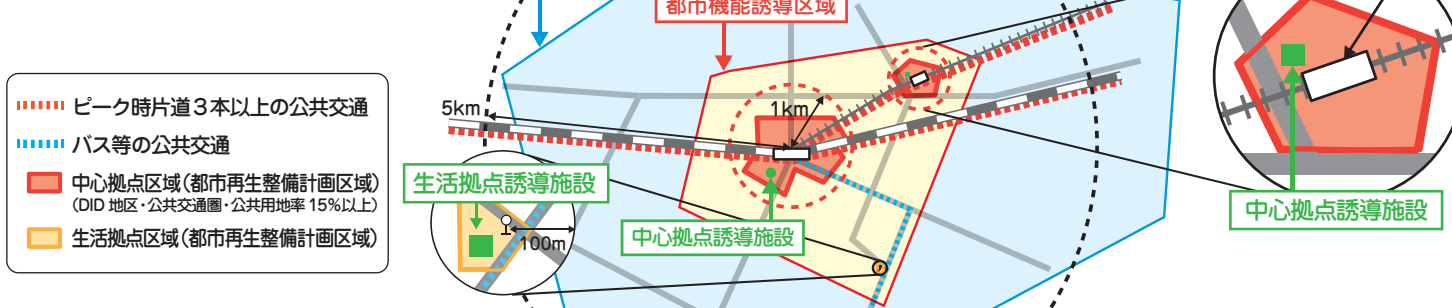 都市機能誘導区域
ピーク時片道3本以上の公共交通
バス等の公共交通
中心拠点区域(都市再生整備計画区域)
(DID 地区・公共交通圏・公共用地率 15%以上)
生活拠点区域(都市再生整備計画区域)
5km
1km
生活拠点誘導施設
100m
中心拠点誘導施設
中心拠点誘導施設